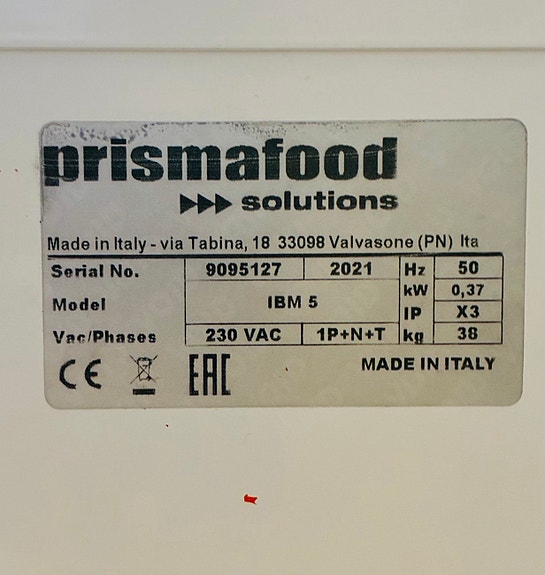 prismafood
solutions
Made in Italy - via Tabina, 18 33098 Valvasone (PN) Ita
Serial No. 9095127 2021 Hz 50
kW 0,37
Model IBM 5
IP X3
Vac/Phases 230 VAC 1P+N+T kg 38
CE EAC MADE IN ITALY